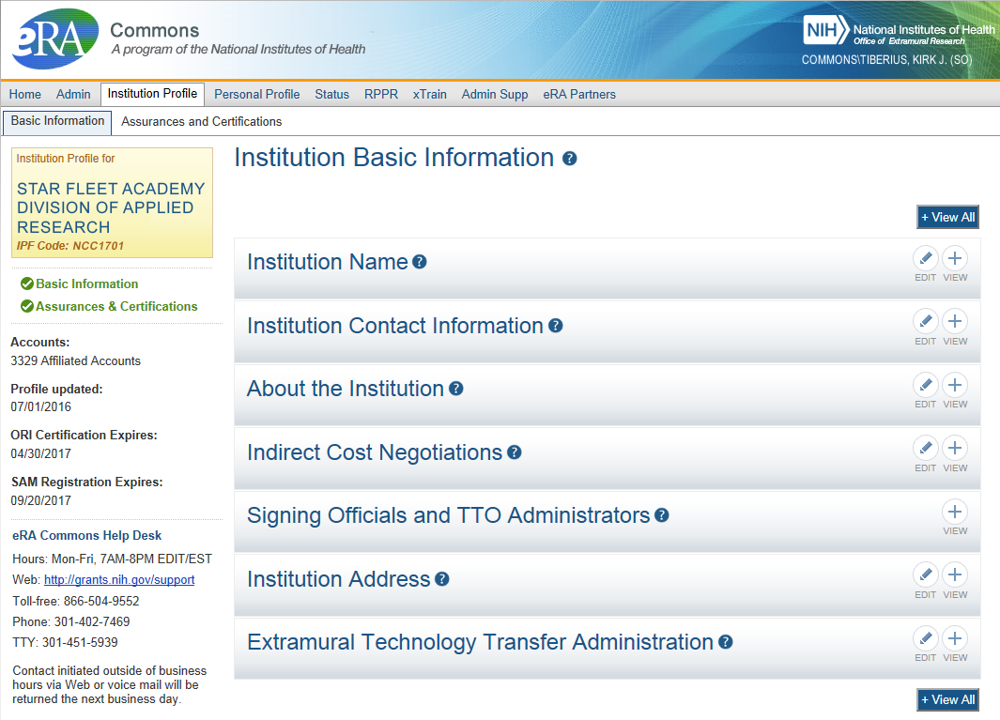 eRA
Commons
A program of the National Institutes of Health
NIH
National Institutes of Health
Office of Extramural Research
COMMONS\TIBERIUS, KIRK J. (SO)
Home Admin Institution Profile Personal Profile Status RPPR xTrain Admin Supp eRA Partners
Basic Information Assurances and Certifications
Institution Profile for
STAR FLEET ACADEMY
DIVISION OF APPLIED
RESEARCH
IPF Code: NCC1701
Basic Information
Assurances & Certifications
Accounts:
3329 Affiliated Accounts
Profile updated:
07/01/2016
ORI Certification Expires:
04/30/2017
SAM Registration Expires:
09/20/2017
eRA Commons Help Desk
Hours: Mon-Fri, 7AM-8PM EDIT/EST
Web: http://grants.nih.gov/support
Toll-free: 866-504-9552
Phone: 301-402-7469
TTY: 301-451-5939
Contact initiated outside of business
hours via Web or voice mail will be
returned the next business day.
Institution Basic Information ?
+ View All
Institution Name ?
EDIT VIEW
Institution Contact Information ?
EDIT VIEW
About the Institution ?
EDIT VIEW
Indirect Cost Negotiations ?
EDIT VIEW
Signing Officials and TTO Administrators ?
VIEW
Institution Address ?
EDIT VIEW
Extramural Technology Transfer Administration ?
EDIT VIEW
+ View All